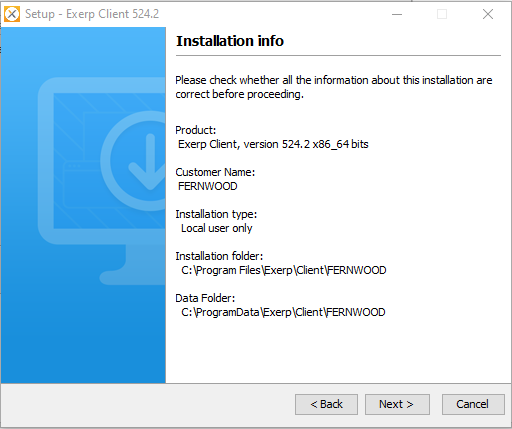 Setup - Exerp Client 524.2
Installation info
Please check whether all the information about this installation are
correct before proceeding.
Product:
Exerp Client, version 524.2 x86_64 bits
Customer Name:
FERNWOOD
Installation type:
Local user only
Installation folder:
C:\Program Files\Exerp\Client\FERNWOOD
Data Folder:
C:\ProgramData\Exerp\Client\FERNWOOD
< Back
Next >
Cancel